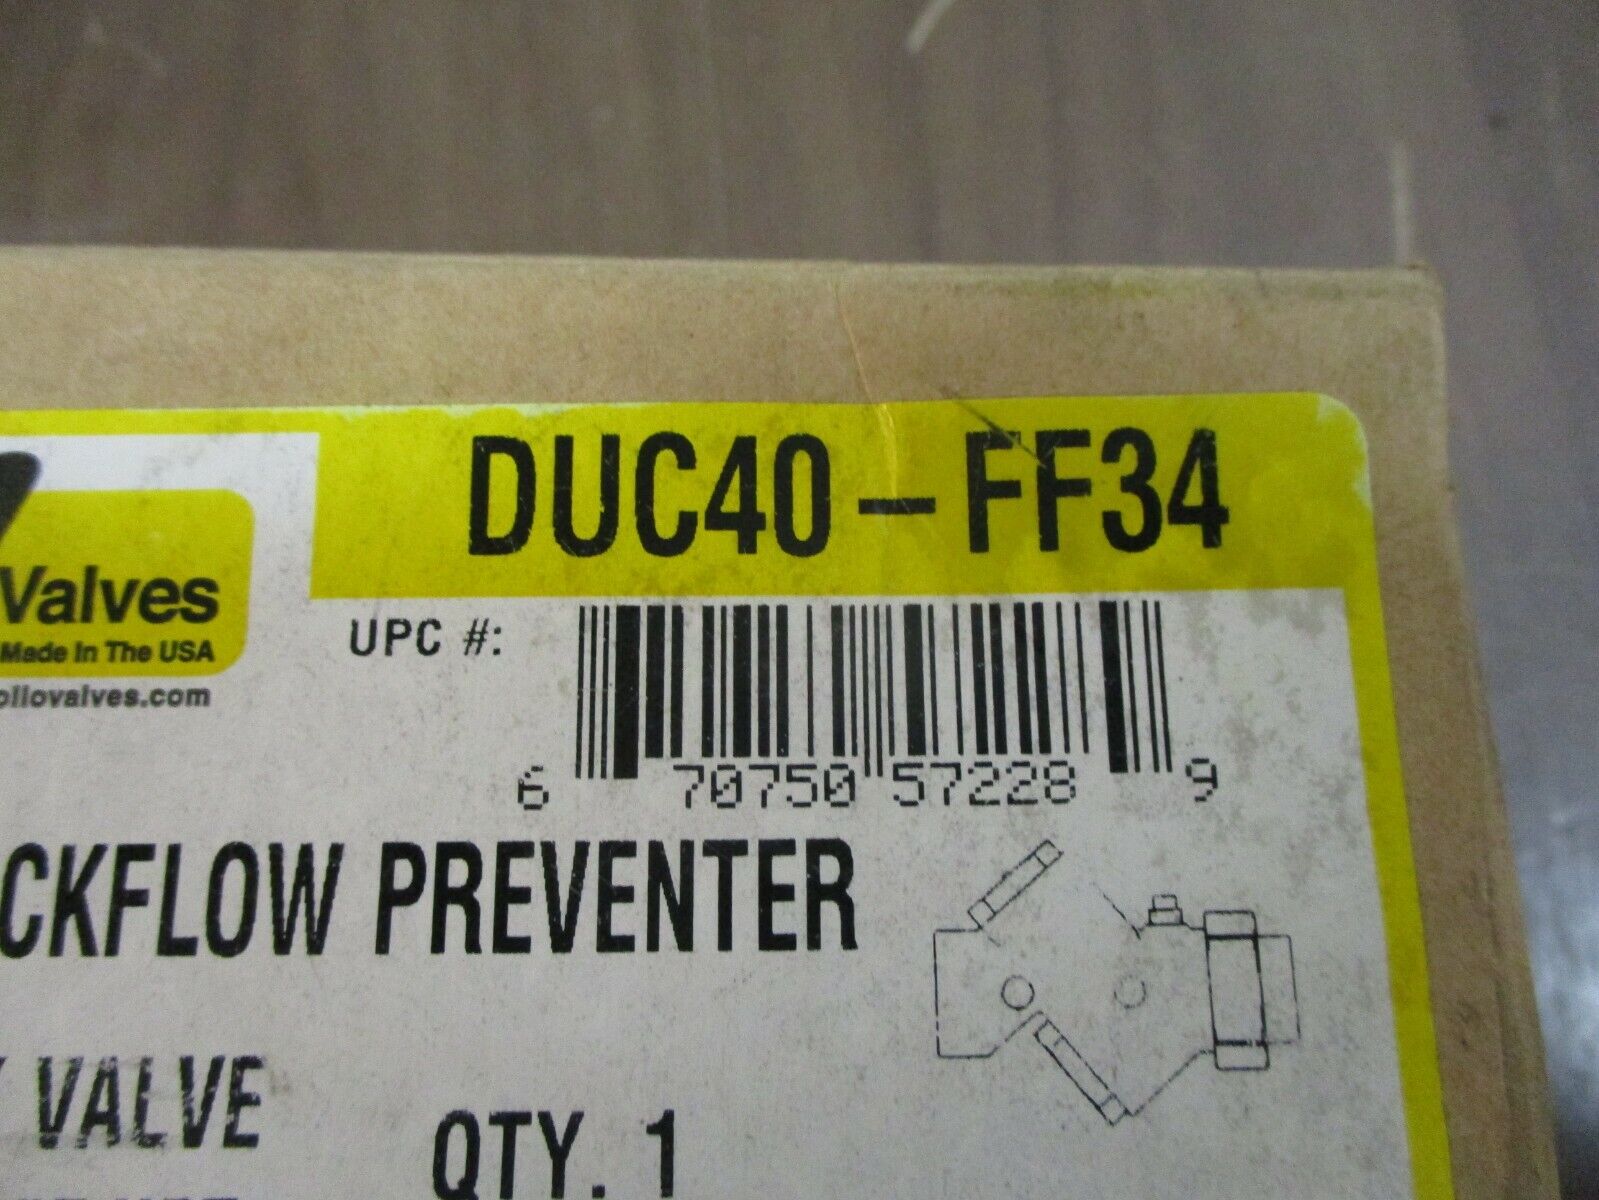 DUC40-FF34
Valves
Made In The USA
ollovalves.com
UPC #:
6 70750 57228 9
CKFLOW PREVENTER
VALVE
QTY. 1